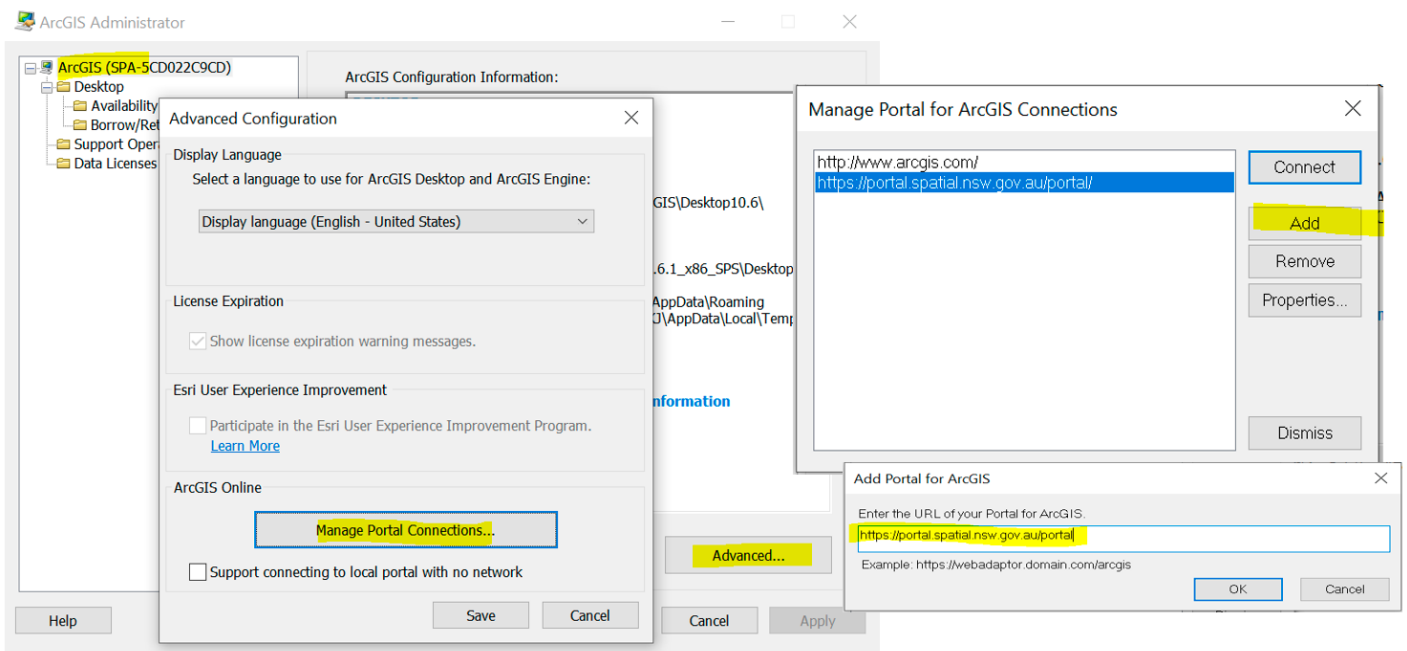 ArcGIS Administrator
ArcGIS (SPA-5CD022C9CD)
Desktop
Availability
Borrow/Ret
Support Oper
Data Licenses
ArcGIS Configuration Information:
GIS\Desktop10.6\
.6.1_x86_SPS\Desktop
AppData\Roaming
J\AppData\Local\Temp
nformation
Advanced...
Help
Cancel
Apply
Advanced Configuration
Display Language
Select a language to use for ArcGIS Desktop and ArcGIS Engine:
Display language (English - United States)
License Expiration
Show license expiration warning messages.
Esri User Experience Improvement
Participate in the Esri User Experience Improvement Program.
Learn More
ArcGIS Online
Manage Portal Connections...
Support connecting to local portal with no network
Save
Cancel
Manage Portal for ArcGIS Connections
http://www.arcgis.com/
https://portal.spatial.nsw.gov.au/portal/
Connect
Add
Remove
Properties...
Dismiss
Add Portal for ArcGIS
Enter the URL of your Portal for ArcGIS.
https://portal.spatial.nsw.gov.au/portal
Example: https://webadaptor.domain.com/arcgis
OK
Cancel